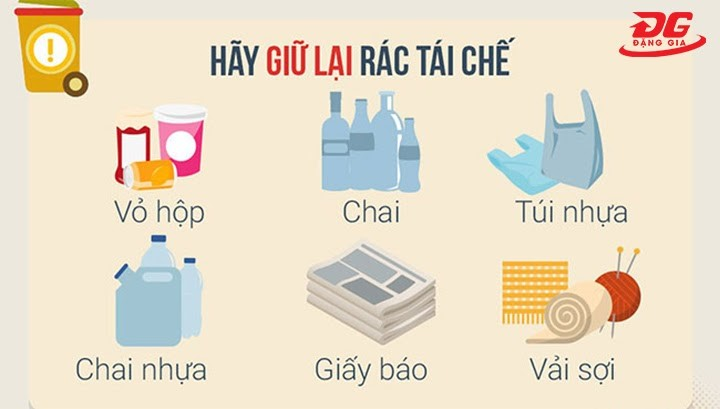 HÃY GIỮ LẠI RÁC TÁI CHẾ
ĐG
ĐẶNG GIA
Vỏ hộp
Chai
Túi nhựa
Chai nhựa
Giấy báo
Vải sợi